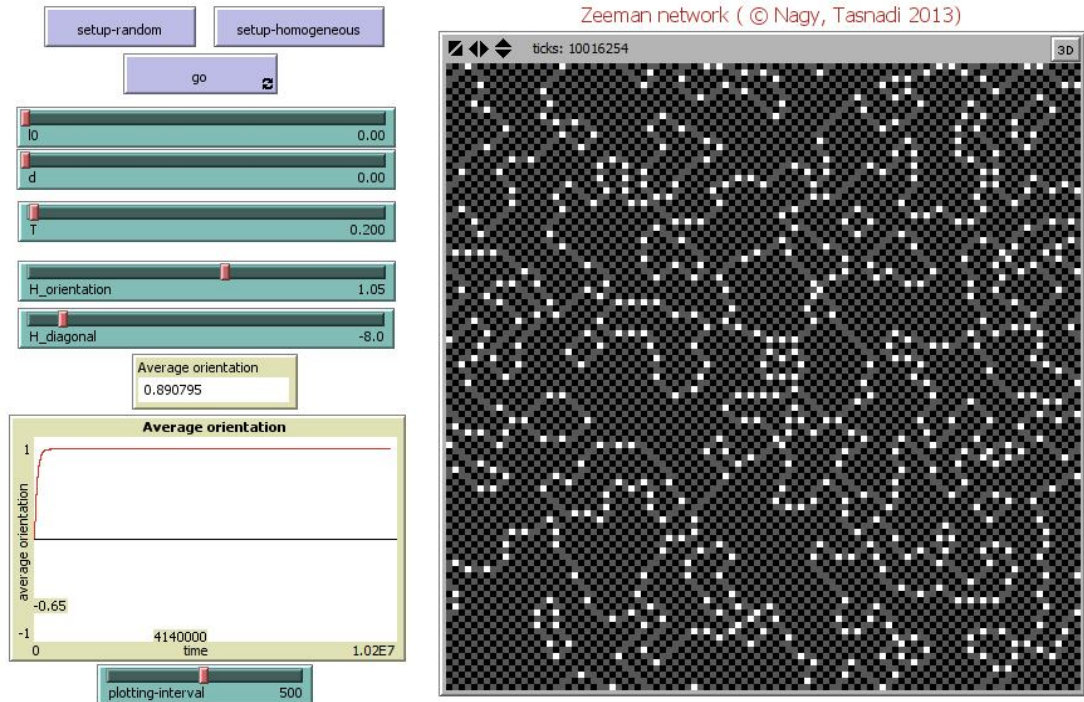 Zeeman network ( © Nagy, Tasnadi 2013)
setup-random
setup-homogeneous
go
ticks: 10016254
3D
l0 0.00
d 0.00
T 0.200
H_orientation 1.05
H_diagonal -8.0
Average orientation
0.890795
Average orientation
1
average orientation
-0.65
-1
4140000
0 time 1.02E7
plotting-interval 500